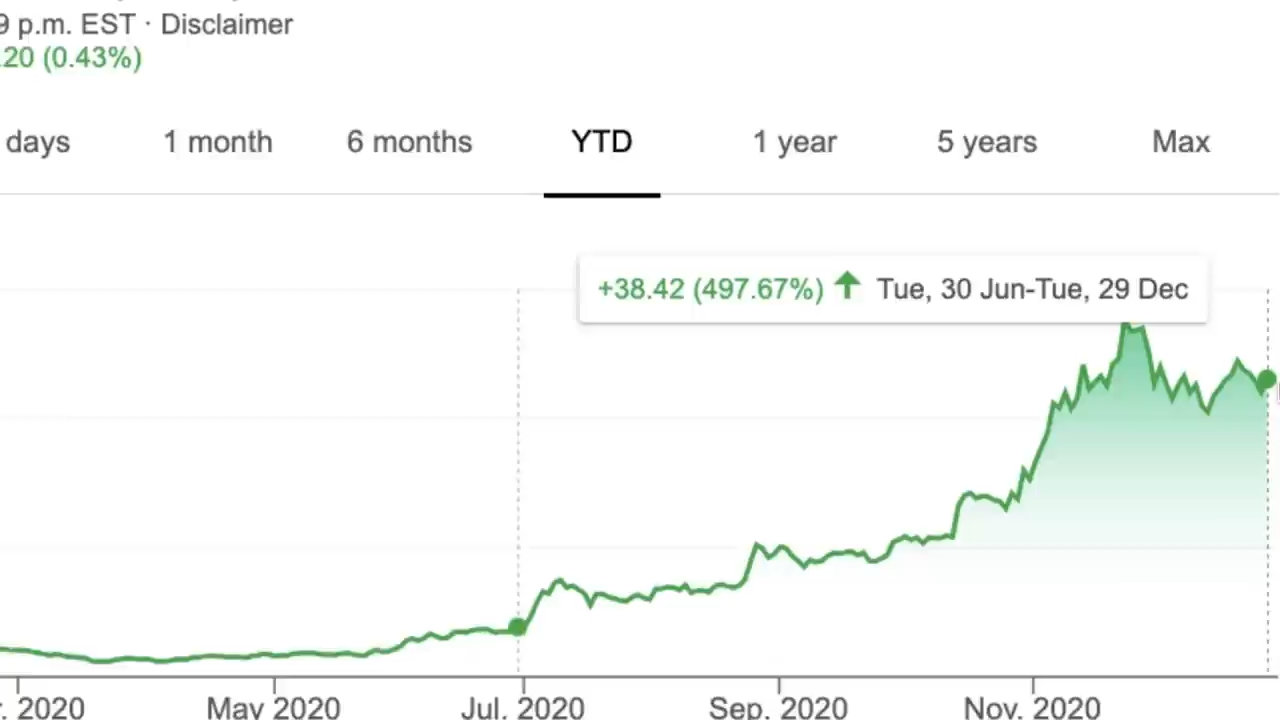 9 p.m. EST · Disclaimer
.20 (0.43%)
days 1 month 6 months YTD 1 year 5 years Max
+38.42 (497.67%) Tue, 30 Jun-Tue, 29 Dec
r. 2020 May 2020 Jul. 2020 Sep. 2020 Nov. 2020